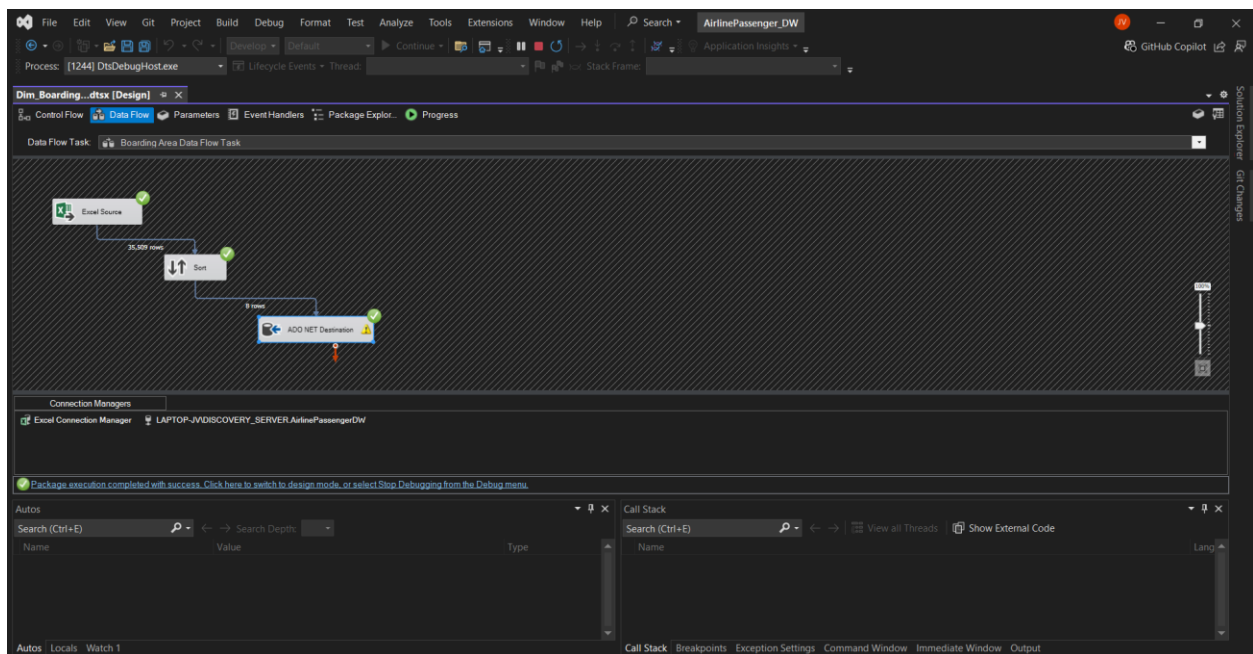 File Edit View Git Project Build Debug Format Test Analyze Tools Extensions Window Help Search AirlinePassenger_DW JV
Develop Default Continue Application Insights GitHub Copilot
Process: [1244] DtsDebugHost.exe Lifecycle Events Thread: Stack Frame:
Dim_Boarding...dtsx [Design]
Control Flow Data Flow Parameters Event Handlers Package Explor... Progress
Data Flow Task: Boarding Area Data Flow Task
Excel Source
35,509 rows
Sort
ADO NET Destination
100%
Connection Managers
Excel Connection Manager LAPTOP-JV\DISCOVERY_SERVER.AirlinePassengerDW
Package execution completed with success. Click here to switch to design mode, or select Stop Debugging from the Debug menu.
Autos
Search (Ctrl+E) Search Depth:
Name Value Type
Autos Locals Watch 1
Call Stack
Search (Ctrl+E) View all Threads Show External Code
Name Lang
Call Stack Breakpoints Exception Settings Command Window Immediate Window Output
Solution Explorer
Git Changes